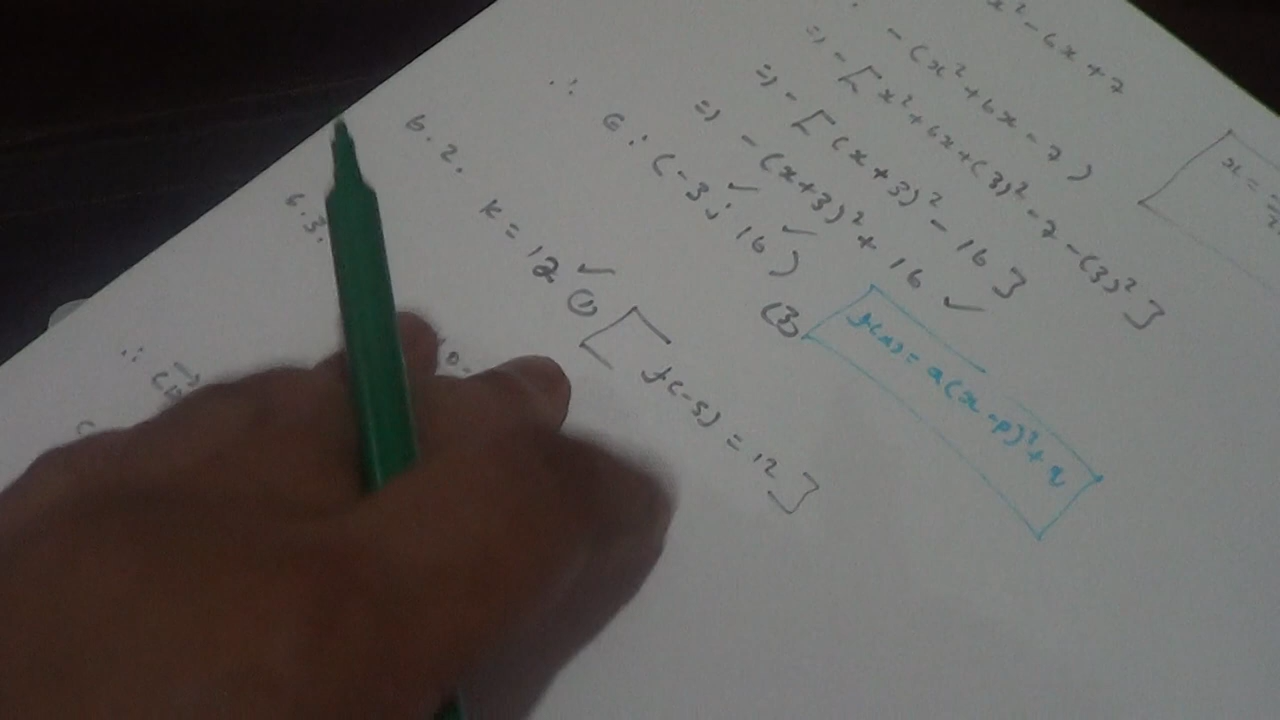 x² - 6x + 7
- (x² + 6x - 7)
⇒ - [x² + 6x + (3)² - 7 - (3)²]
⇒ - [(x + 3)² - 16]
⇒ - (x+3)² + 16 ✓
∴ C : (-3 ; 16) (3)
f(x) = a(x - p)² + q
6.2. K = 12 ✓ ① [f(-5) = 12]
6.3.